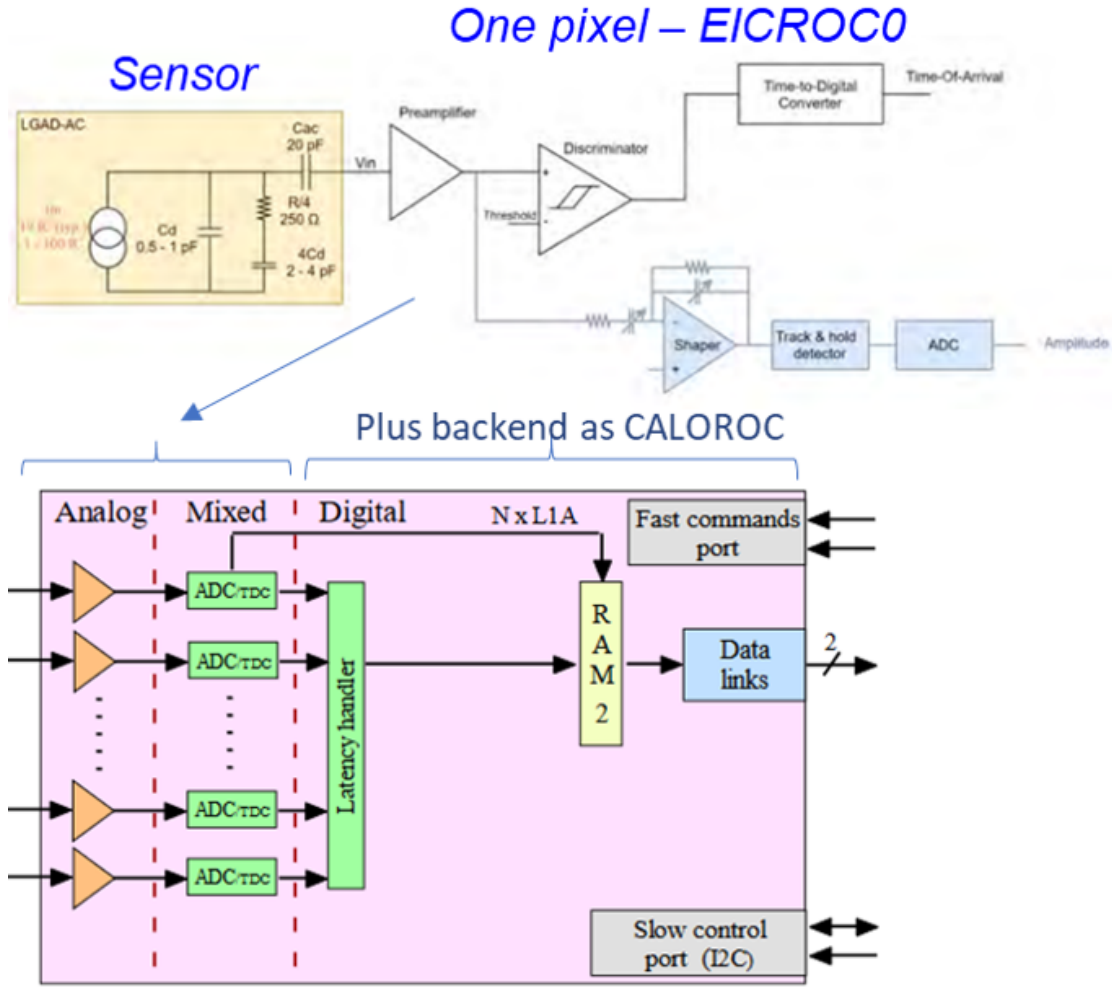 One pixel – EICROC0
Sensor
LGAD-AC
Cac
20 pF
Vin
R/4
250 Ω
Cd
0.5 - 1 pF
4Cd
2 - 4 pF
Preamplifier
Discriminator
Threshold
+
-
Time-to-Digital
Converter
Time-Of-Arrival
-
Shaper
+
Track & hold
detector
ADC
Amplitude
Plus backend as CALOROC
Analog
Mixed
Digital
N x L1A
Fast commands
port
ADC/TDC
ADC/TDC
ADC/TDC
ADC/TDC
Latency handler
R
A
M
2
Data
links
2
Slow control
port (I2C)